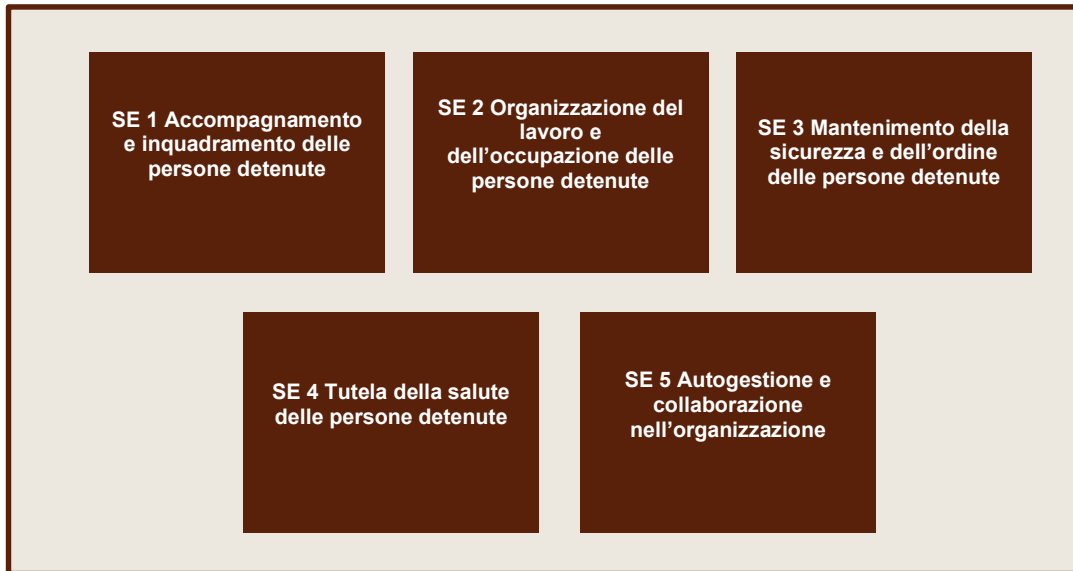 SE 1 Accompagnamento
e inquadramento delle
persone detenute
SE 2 Organizzazione del
lavoro e
dell’occupazione delle
persone detenute
SE 3 Mantenimento della
sicurezza e dell’ordine
delle persone detenute
SE 4 Tutela della salute
delle persone detenute
SE 5 Autogestione e
collaborazione
nell’organizzazione